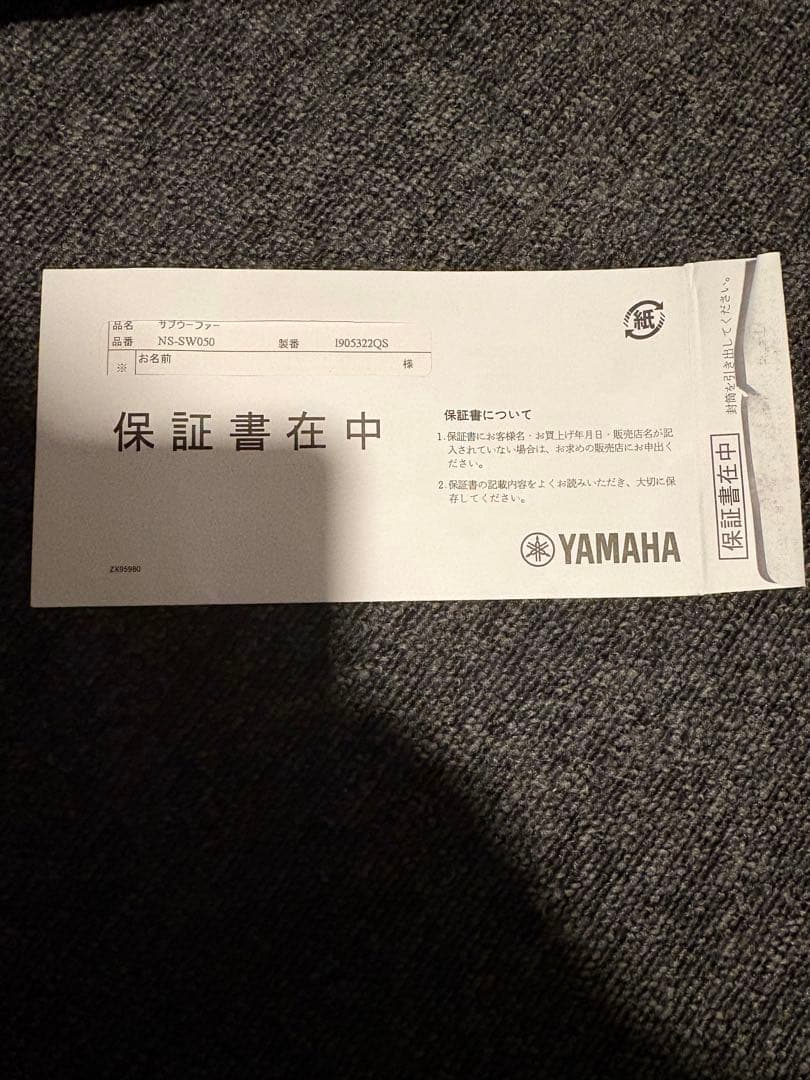 品名 サブウーファー
品番 NS-SW050 製番 I905322QS
※ お名前 様
保証書在中
紙
保証書について
1.保証書にお客様名・お買上げ年月日・販売店名が記
入されていない場合は、お求めの販売店にお申出く
ださい。
2.保証書の記載内容をよくお読みいただき、大切に保
存してください。
YAMAHA
ZX95980
封筒を引き出してください。
保証書在中